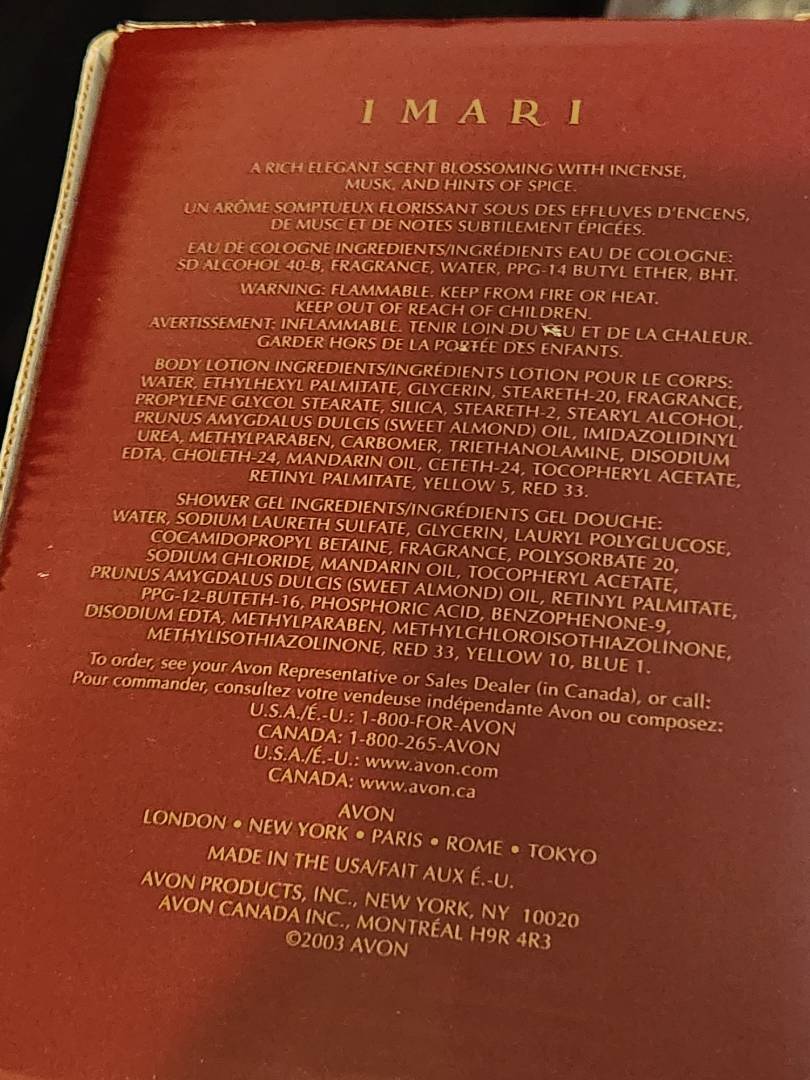 IMARI
A RICH ELEGANT SCENT BLOSSOMING WITH INCENSE,
MUSK, AND HINTS OF SPICE.
UN ARÔME SOMPTUEUX FLORISSANT SOUS DES EFFLUVES D'ENCENS,
DE MUSC ET DE NOTES SUBTILEMENT ÉPICÉES.
EAU DE COLOGNE INGREDIENTS/INGRÉDIENTS EAU DE COLOGNE:
SD ALCOHOL 40-B, FRAGRANCE, WATER, PPG-14 BUTYL ETHER, BHT.
WARNING: FLAMMABLE. KEEP FROM FIRE OR HEAT.
KEEP OUT OF REACH OF CHILDREN.
AVERTISSEMENT: INFLAMMABLE. TENIR LOIN DU FEU ET DE LA CHALEUR.
GARDER HORS DE LA PORTÉE DES ENFANTS.
BODY LOTION INGREDIENTS/INGRÉDIENTS LOTION POUR LE CORPS:
WATER, ETHYLHEXYL PALMITATE, GLYCERIN, STEARETH-20, FRAGRANCE,
PROPYLENE GLYCOL STEARATE, SILICA, STEARETH-2, STEARYL ALCOHOL,
PRUNUS AMYGDALUS DULCIS (SWEET ALMOND) OIL, IMIDAZOLIDINYL
UREA, METHYLPARABEN, CARBOMER, TRIETHANOLAMINE, DISODIUM
EDTA, CHOLETH-24, MANDARIN OIL, CETETH-24, TOCOPHERYL ACETATE,
RETINYL PALMITATE, YELLOW 5, RED 33.
SHOWER GEL INGREDIENTS/INGRÉDIENTS GEL DOUCHE:
WATER, SODIUM LAURETH SULFATE, GLYCERIN, LAURYL POLYGLUCOSE,
COCAMIDOPROPYL BETAINE, FRAGRANCE, POLYSORBATE 20,
SODIUM CHLORIDE, MANDARIN OIL, TOCOPHERYL ACETATE,
PRUNUS AMYGDALUS DULCIS (SWEET ALMOND) OIL, RETINYL PALMITATE,
PPG-12-BUTETH-16, PHOSPHORIC ACID, BENZOPHENONE-9,
DISODIUM EDTA, METHYLPARABEN, METHYLCHLOROISOTHIAZOLINONE,
METHYLISOTHIAZOLINONE, RED 33, YELLOW 10, BLUE 1.
To order, see your Avon Representative or Sales Dealer (in Canada), or call:
Pour commander, consultez votre vendeuse indépendante Avon ou composez:
U.S.A./É.-U.: 1-800-FOR-AVON
CANADA: 1-800-265-AVON
U.S.A./É.-U.: www.avon.com
CANADA: www.avon.ca
AVON
LONDON • NEW YORK • PARIS • ROME • TOKYO
MADE IN THE USA/FAIT AUX É.-U.
AVON PRODUCTS, INC., NEW YORK, NY 10020
AVON CANADA INC., MONTRÉAL H9R 4R3
©2003 AVON